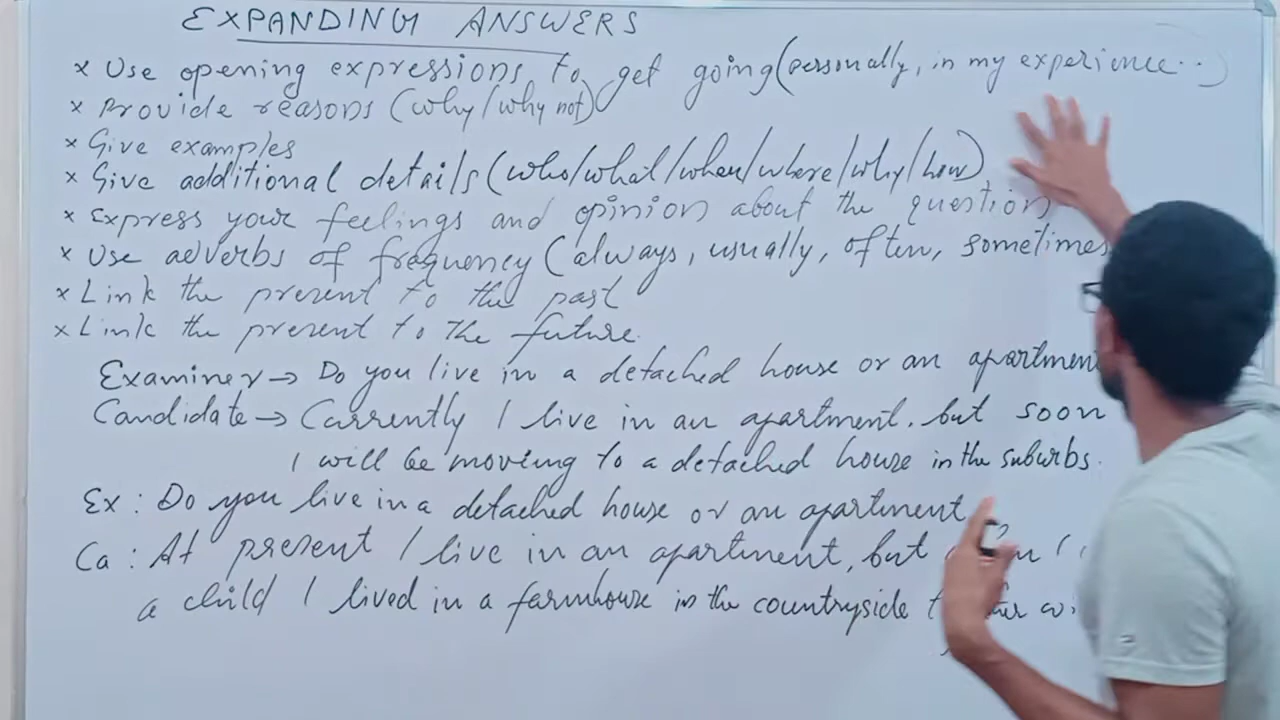 EXPANDING ANSWERS
x Use opening expressions to get going (personally, in my experience...)
x Provide reasons (why/why not)
x Give examples
x Give additional details (who/what/when/where/why/how)
x Express your feelings and opinion about the question
x Use adverbs of frequency (always, usually, often, sometimes
x Link the present to the past
x Link the present to the future.
Examiner → Do you live in a detached house or an apartmen
Candidate → Currently I live in an apartment, but soon
I will be moving to a detached house in the suburbs.
Ex : Do you live in a detached house or an apartment
Ca : At present I live in an apartment, but I
a child I lived in a farmhouse in the countryside